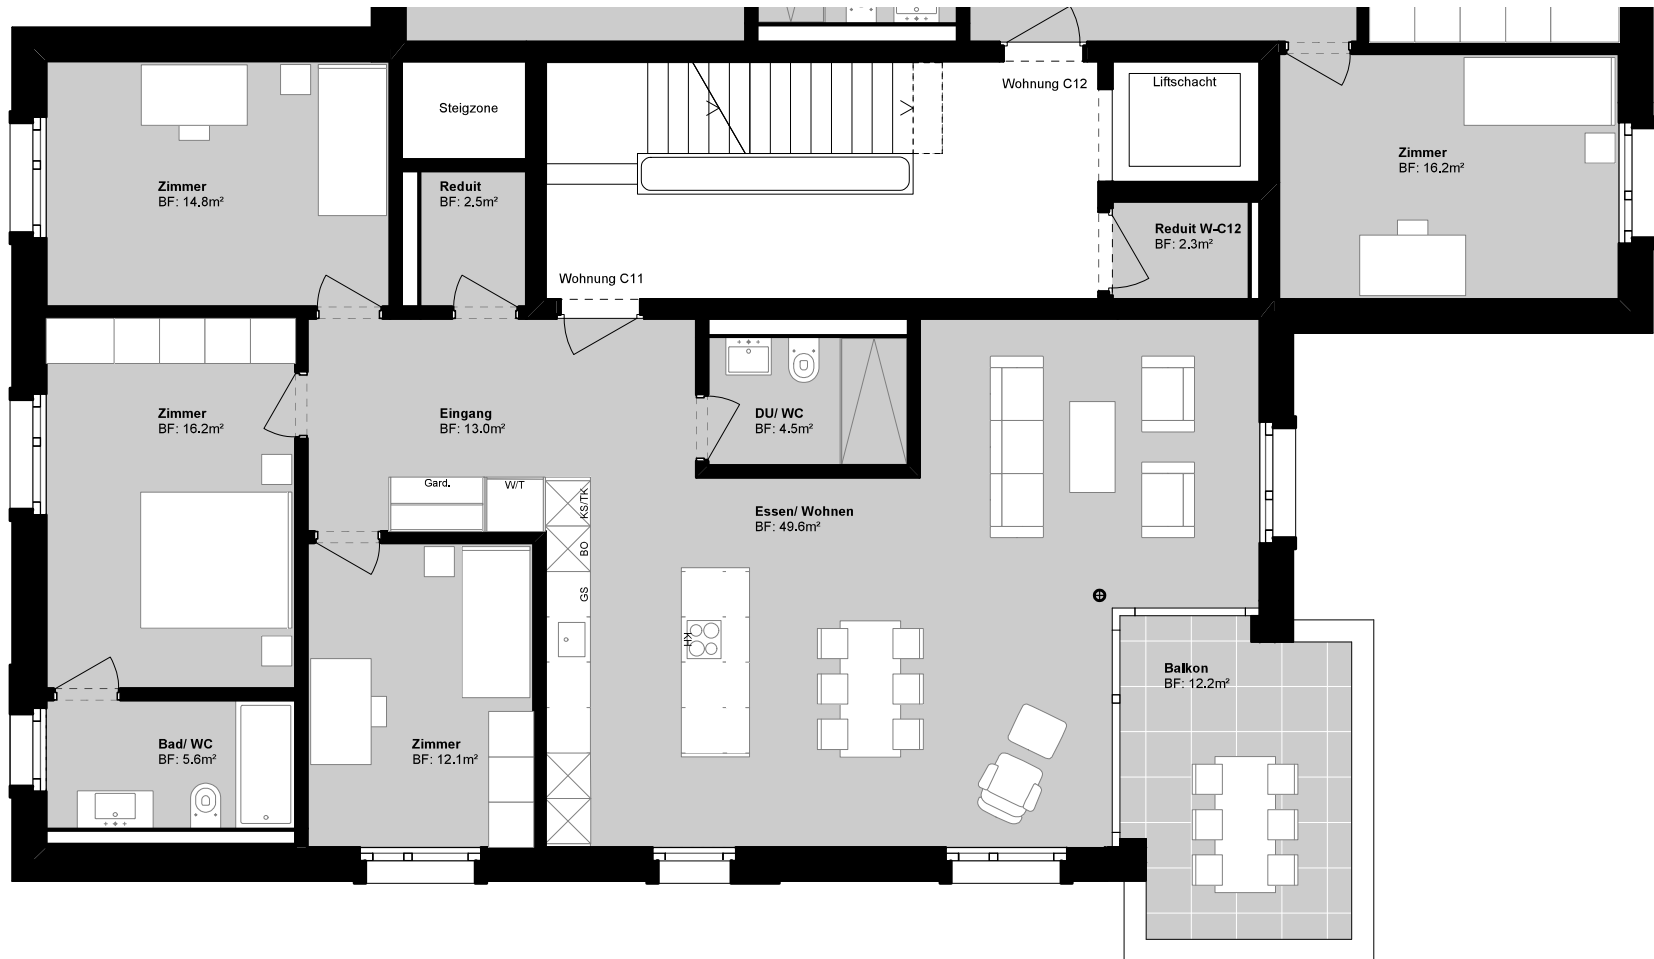 Wohnung C12
Liftschacht
Steigzone
Zimmer
BF: 16.2m²
Zimmer
BF: 14.8m²
Reduit
BF: 2.5m²
Reduit W-C12
BF: 2.3m²
Wohnung C11
Zimmer
BF: 16.2m²
Eingang
BF: 13.0m²
DU/ WC
BF: 4.5m²
Gard.
W/T
KS/TK
Essen/ Wohnen
BF: 49.6m²
BO
GS
KH
Balkon
BF: 12.2m²
Bad/ WC
BF: 5.6m²
Zimmer
BF: 12.1m²